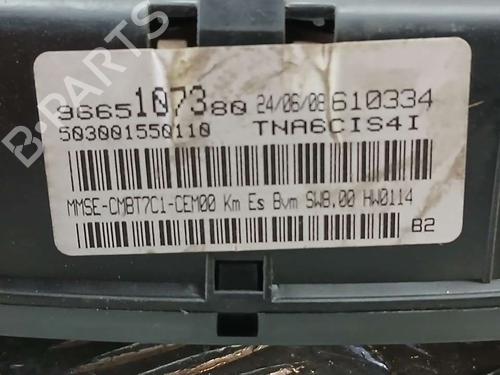 B-PARTS
9665107380 24/06/08 610334
503001550110 TNA6CIS4I
MMSE-CMBT7C1-CEM00 Km Es Bvm SW8.00 HW0114
B2